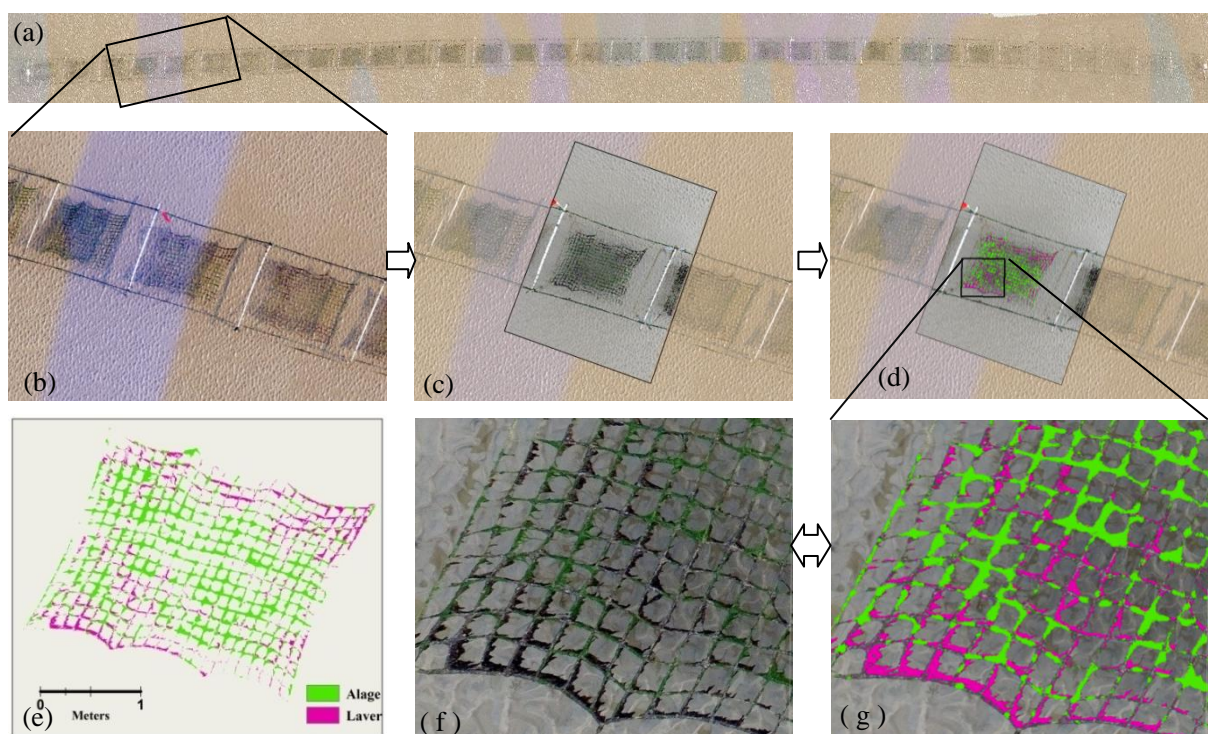 (a)
(b)
(c)
(d)
Alage
Laver
0 1
Meters
(e)
( f )
( g )